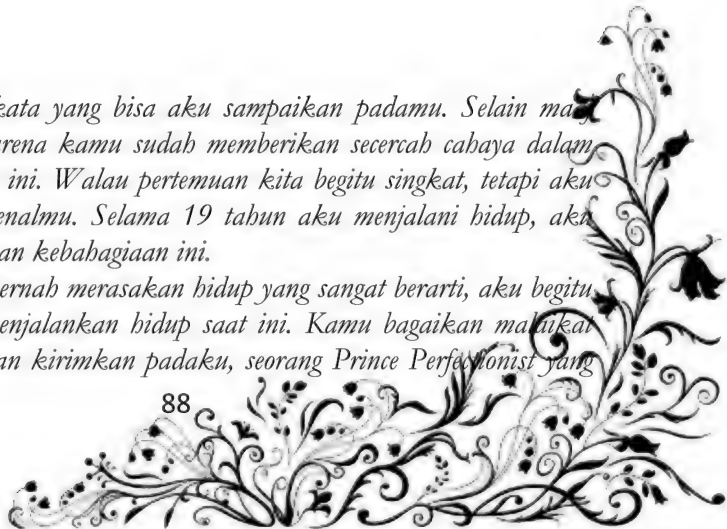 kata yang bisa aku sampaikan padamu. Selain
arena kamu sudah memberikan secercah cahaya dalam
ini. Walau pertemuan kita begitu singkat, tetapi aku
enalmu. Selama 19 tahun aku menjalani hidup, aku
an kebahagiaan ini.
ernah merasakan hidup yang sangat berarti, aku begitu
enjalankan hidup saat ini. Kamu bagaikan malaikat
an kirimkan padaku, seorang Prince Perfectionist yang
88